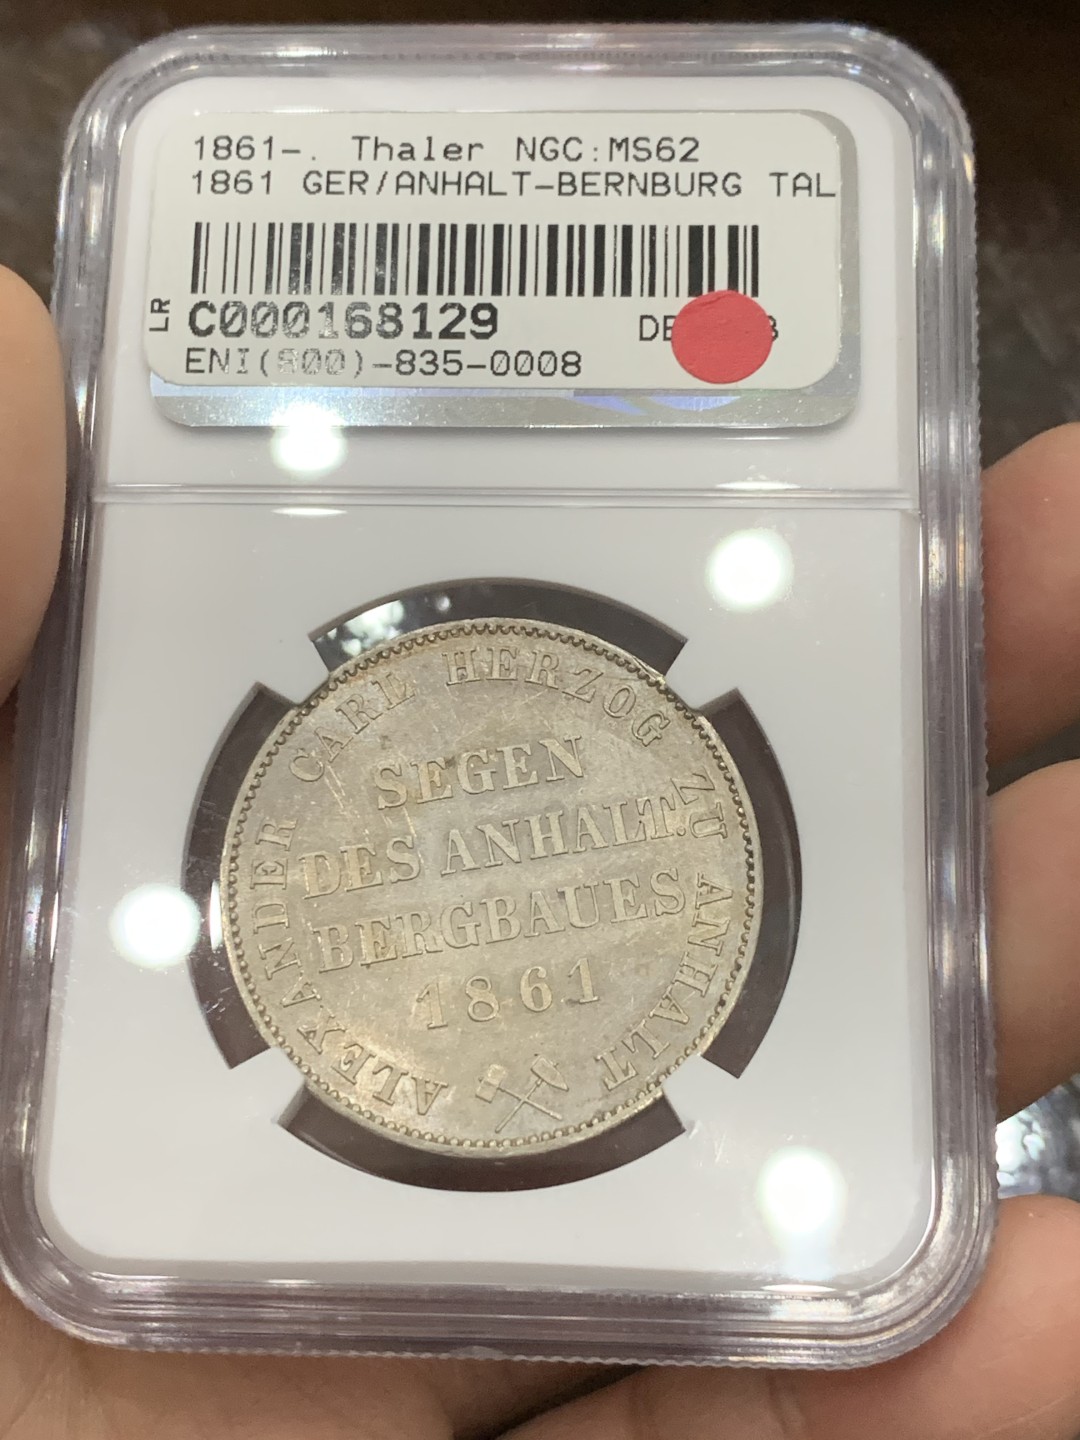 1861-. Thaler NGC:MS62
1861 GER/ANHALT-BERNBURG TAL
LR
C000168129
ENI(800)-835-0008
ALEXANDER CARL HERZOG ZU ANHALT
SEGEN
DES ANHALT.
BERGBAUES
1861